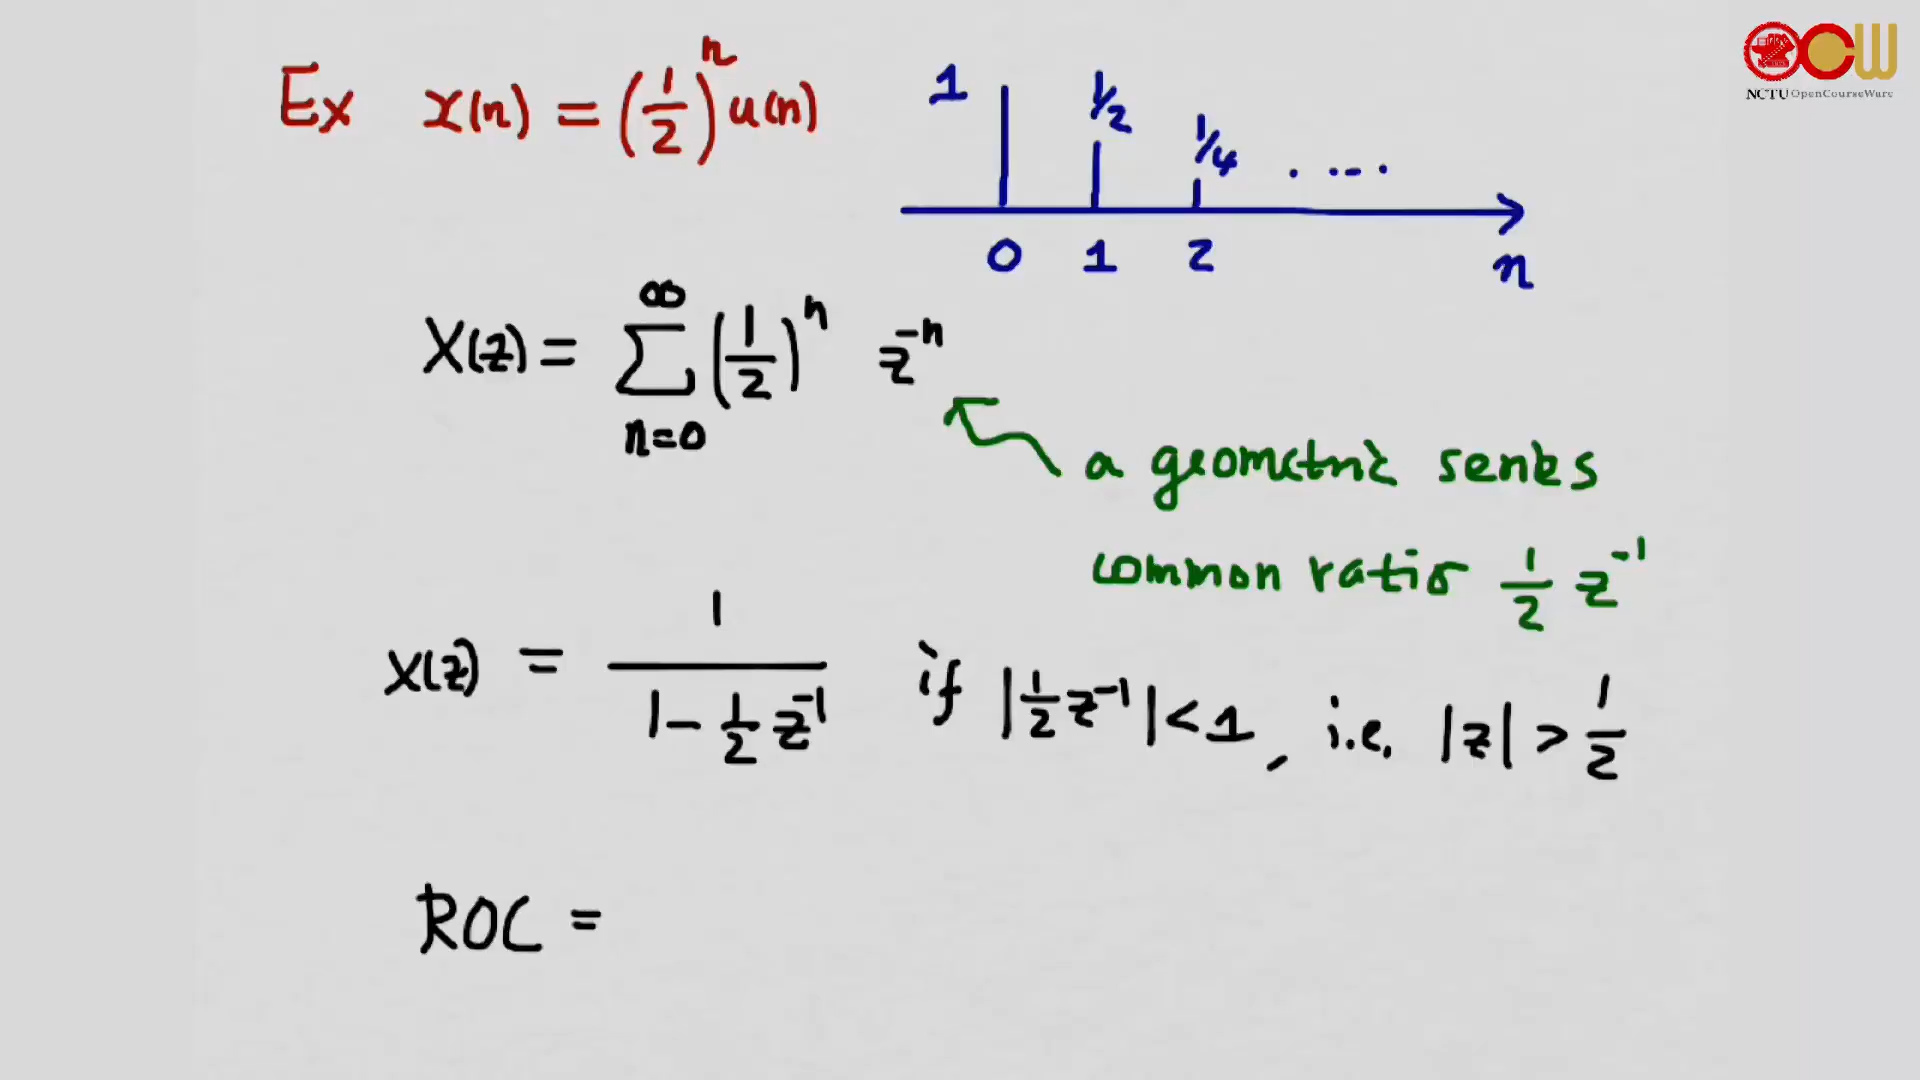 Ex x(n) = (1/2)^n u(n)
1 1/2 1/4 . .--.
0 1 2 n
X(z) = ∑_{n=0}^{∞} (1/2)^n z^{-n}
a geometric series
common ratio 1/2 z^{-1}
X(z) = 1/(1 - 1/2 z^{-1}) if |1/2 z^{-1}| < 1, i.e. |z| > 1/2
ROC =
OCW
NCTU OpenCourseWare